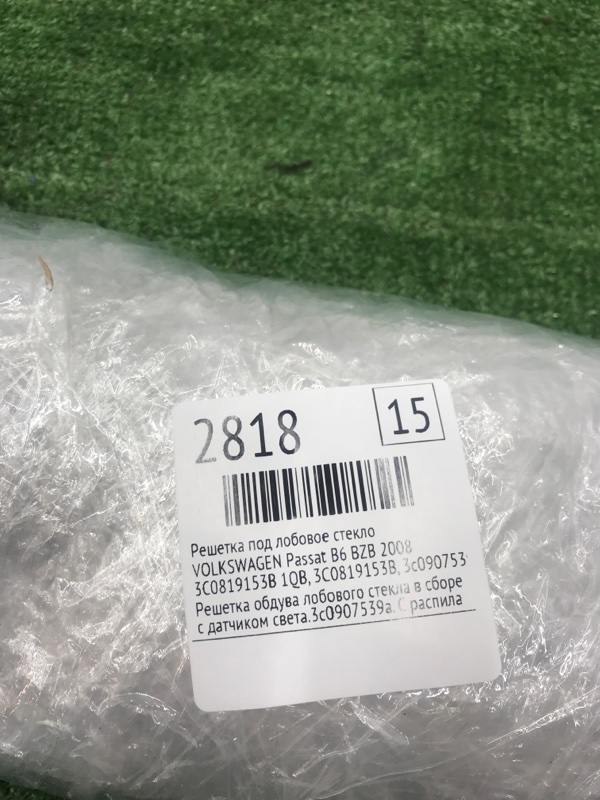 2818
15
Решетка под лобовое стекло
VOLKSWAGEN Passat B6 BZB 2008
3C0819153B 1QB, 3C0819153B, 3c090753
Решетка обдува лобового стекла в сборе
с датчиком света.3c0907539a. С распила